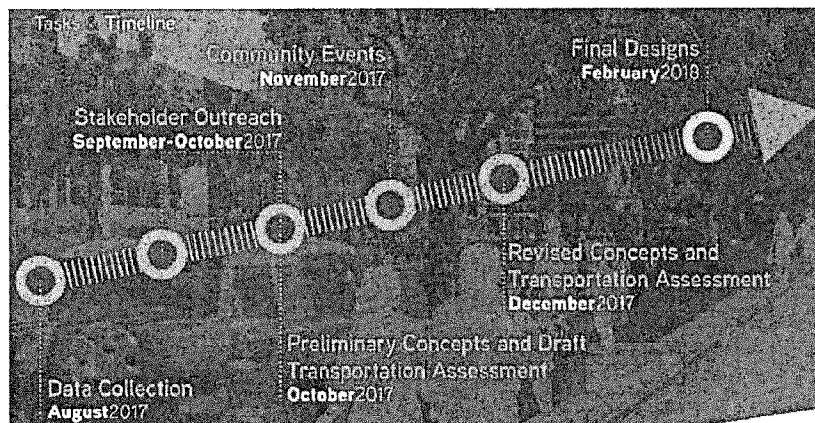 Tasks & Timeline
Community Events
November2017
Final Designs
February2018
Stakeholder Outreach
September-October2017
Revised Concepts and
Transportation Assessment
December2017
Preliminary Concepts and Draft
Transportation Assessment
October2017
Data Collection
August2017